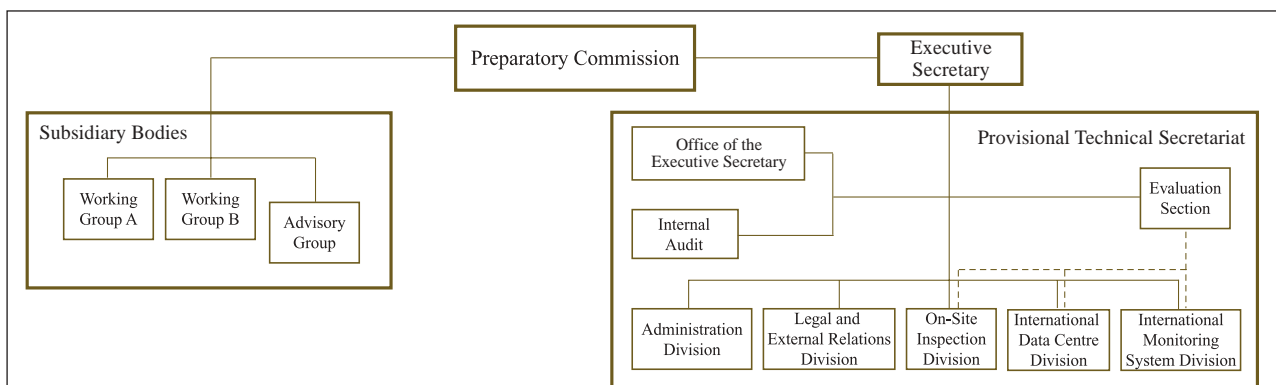 Preparatory Commission
Executive
Secretary
Subsidiary Bodies
Working
Group A
Working
Group B
Advisory
Group
Provisional Technical Secretariat
Office of the
Executive Secretary
Evaluation
Section
Internal
Audit
Administration
Division
Legal and
External Relations
Division
On-Site
Inspection
Division
International
Data Centre
Division
International
Monitoring
System Division